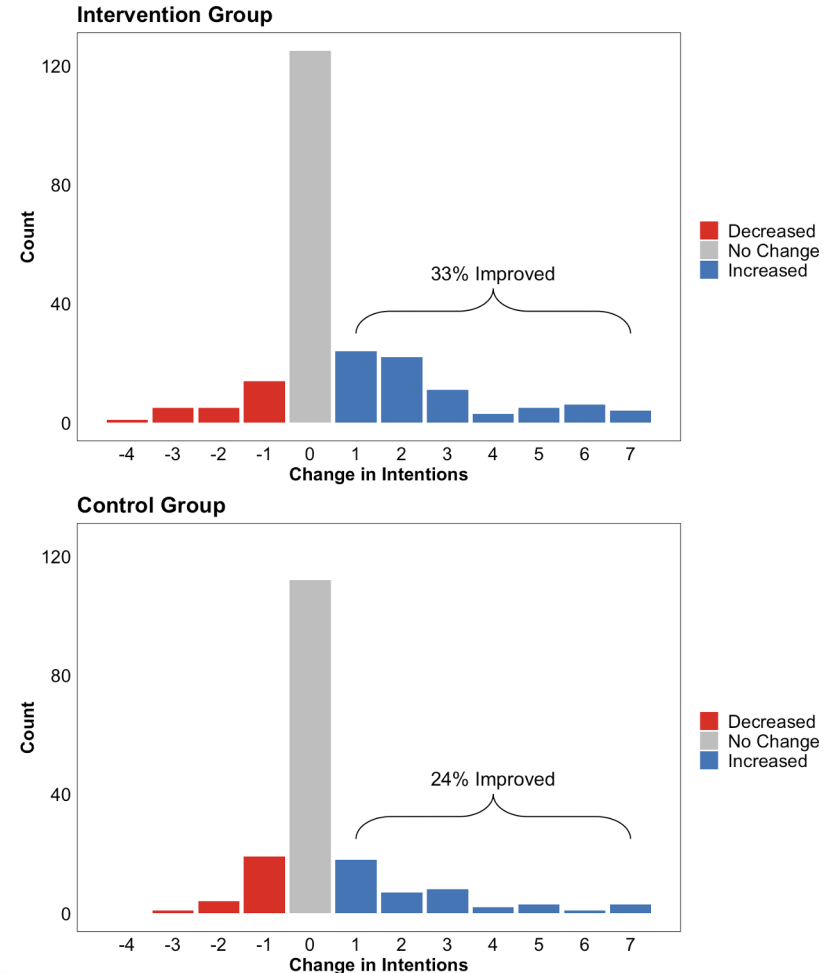 Intervention Group
120
80
40
0
Count
33% Improved
Decreased
No Change
Increased
-4 -3 -2 -1 0 1 2 3 4 5 6 7
Change in Intentions
Control Group
120
80
40
0
Count
24% Improved
Decreased
No Change
Increased
-4 -3 -2 -1 0 1 2 3 4 5 6 7
Change in Intentions